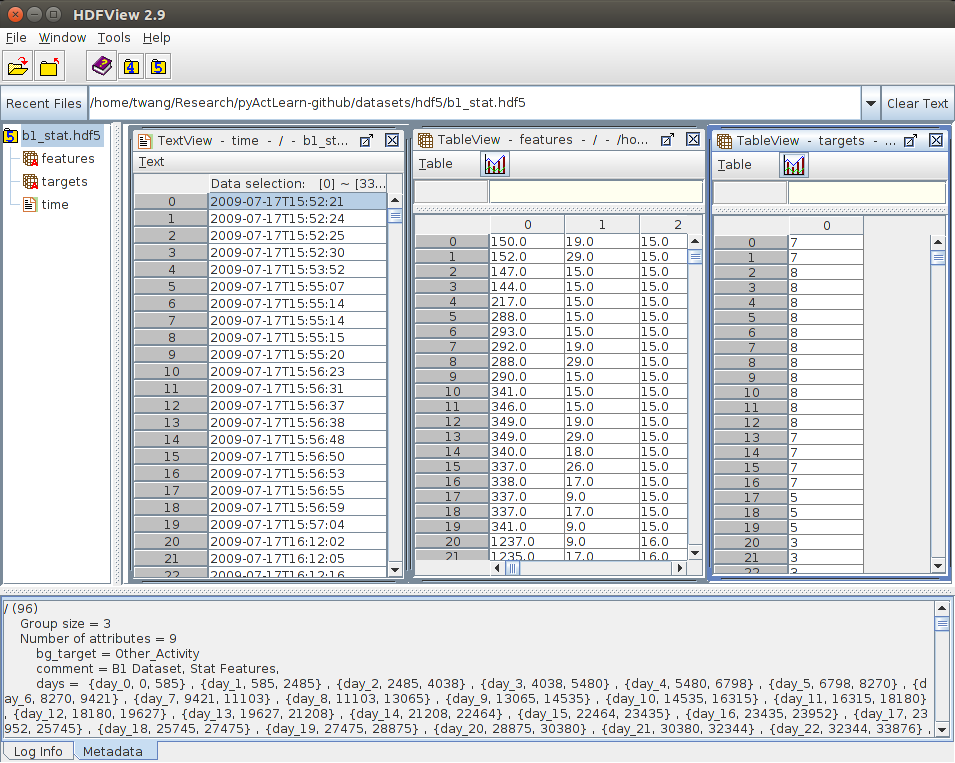 HDFView 2.9
File Window Tools Help
4 5
Recent Files /home/twang/Research/pyActLearn-github/datasets/hdf5/b1_stat.hdf5 Clear Text
5 b1_stat.hdf5
features
targets
time
TextView - time - / - b1_st...
Text
Data selection: [0] ~ [33...
0 2009-07-17T15:52:21
1 2009-07-17T15:52:24
2 2009-07-17T15:52:25
3 2009-07-17T15:52:30
4 2009-07-17T15:53:52
5 2009-07-17T15:55:07
6 2009-07-17T15:55:14
7 2009-07-17T15:55:14
8 2009-07-17T15:55:15
9 2009-07-17T15:55:20
10 2009-07-17T15:56:23
11 2009-07-17T15:56:31
12 2009-07-17T15:56:37
13 2009-07-17T15:56:38
14 2009-07-17T15:56:48
15 2009-07-17T15:56:50
16 2009-07-17T15:56:53
17 2009-07-17T15:56:55
18 2009-07-17T15:56:59
19 2009-07-17T15:57:04
20 2009-07-17T16:12:02
21 2009-07-17T16:12:05
22 2009-07-17T16:12:16
TableView - features - / - /ho...
Table
0 1 2
0 150.0 19.0 15.0
1 152.0 29.0 15.0
2 147.0 15.0 15.0
3 144.0 15.0 15.0
4 217.0 15.0 15.0
5 288.0 15.0 15.0
6 293.0 15.0 15.0
7 292.0 19.0 15.0
8 288.0 29.0 15.0
9 290.0 15.0 15.0
10 341.0 15.0 15.0
11 346.0 15.0 15.0
12 349.0 19.0 15.0
13 349.0 29.0 15.0
14 340.0 18.0 15.0
15 337.0 26.0 15.0
16 338.0 17.0 15.0
17 337.0 9.0 15.0
18 337.0 17.0 15.0
19 341.0 9.0 15.0
20 1237.0 9.0 16.0
21 1235.0 17.0 16.0
TableView - targets - ...
Table
0
0 7
1 7
2 8
3 8
4 8
5 8
6 8
7 8
8 8
9 8
10 8
11 8
12 8
13 7
14 7
15 7
16 7
17 5
18 5
19 5
20 3
21 3
22 3
/ (96)
Group size = 3
Number of attributes = 9
bg_target = Other_Activity
comment = B1 Dataset, Stat Features,
days = {day_0, 0, 585} , {day_1, 585, 2485} , {day_2, 2485, 4038} , {day_3, 4038, 5480} , {day_4, 5480, 6798} , {day_5, 6798, 8270} , {d
ay_6, 8270, 9421} , {day_7, 9421, 11103} , {day_8, 11103, 13065} , {day_9, 13065, 14535} , {day_10, 14535, 16315} , {day_11, 16315, 18180}
, {day_12, 18180, 19627} , {day_13, 19627, 21208} , {day_14, 21208, 22464} , {day_15, 22464, 23435} , {day_16, 23435, 23952} , {day_17, 23
952, 25745} , {day_18, 25745, 27475} , {day_19, 27475, 28875} , {day_20, 28875, 30380} , {day_21, 30380, 32344} , {day_22, 32344, 33876} ,
Log Info Metadata